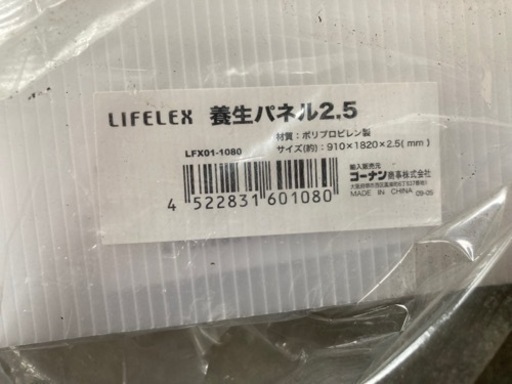 LIFELEX 養生パネル2.5
材質：ポリプロピレン製
LFX01-1080 サイズ(約)：910×1820×2.5(mm)
4 522831 601080
輸入販売元
コーナン商事株式会社
MADE IN CHINA 09-05